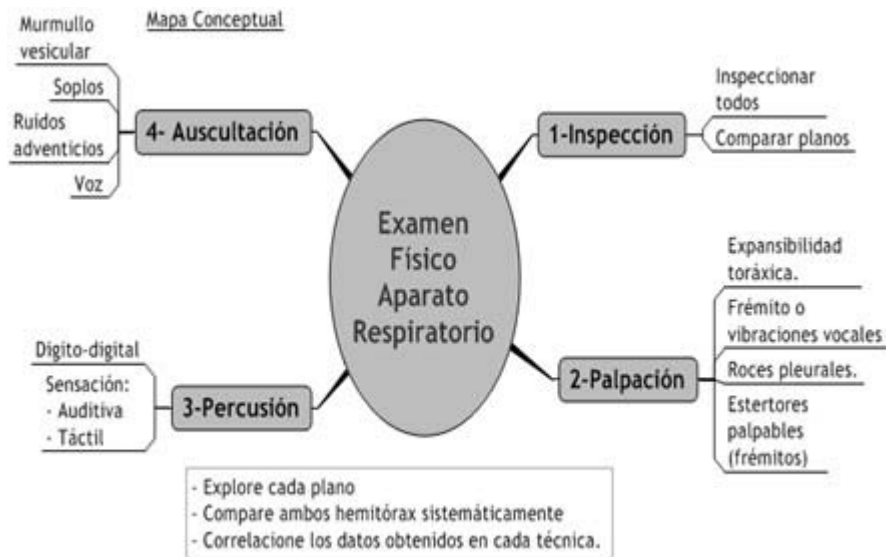 Mapa Conceptual
Murmullo
vesicular
Soplos
Ruidos
adventicios
Voz
4- Auscultación
1-Inspección
Inspeccionar
todos
Comparar planos
Examen
Físico
Aparato
Respiratorio
Expansibilidad
toráxica.
Frémito o
vibraciones vocales
Roces pleurales.
Estertores
palpables
(frémitos)
2-Palpación
Digito-digital
Sensación:
- Auditiva
- Táctil
3-Percusión
- Explore cada plano
- Compare ambos hemitórax sistemáticamente
- Correlacione los datos obtenidos en cada técnica.